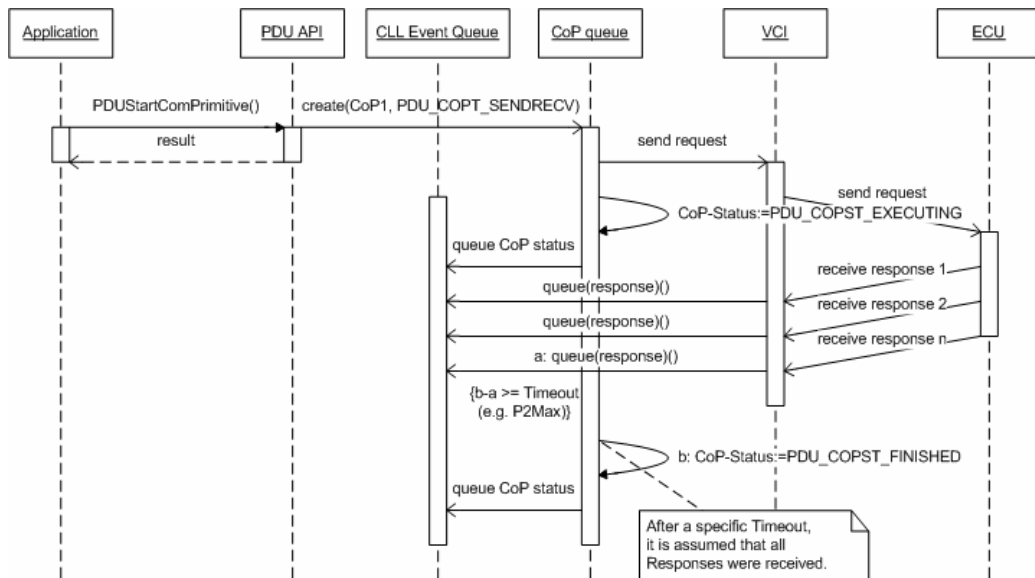 Application
PDU API
CLL Event Queue
CoP queue
VCI
ECU
PDUStartComPrimitive()
create(CoP1, PDU_COPT_SENDRECV)
result
send request
send request
CoP-Status:=PDU_COPST_EXECUTING
queue CoP status
receive response 1
queue(response)()
receive response 2
queue(response)()
receive response n
a: queue(response)()
{b-a >= Timeout
(e.g. P2Max)}
b: CoP-Status:=PDU_COPST_FINISHED
queue CoP status
After a specific Timeout,
it is assumed that all
Responses were received.